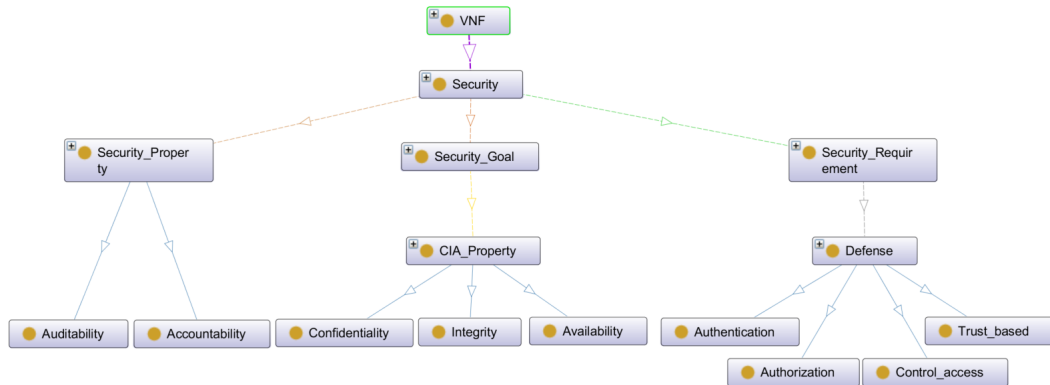 VNF
Security
Security_Proper
ty
Security_Goal
Security_Requir
ement
CIA_Property
Defense
Auditability
Accountability
Confidentiality
Integrity
Availability
Authentication
Trust_based
Authorization
Control_access